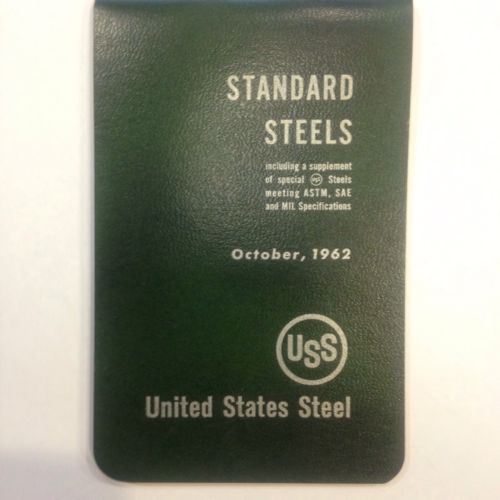 STANDARD
STEELS
including a supplement
of special USS Steels
meeting ASTM, SAE
and MIL Specifications
October, 1962
USS
United States Steel